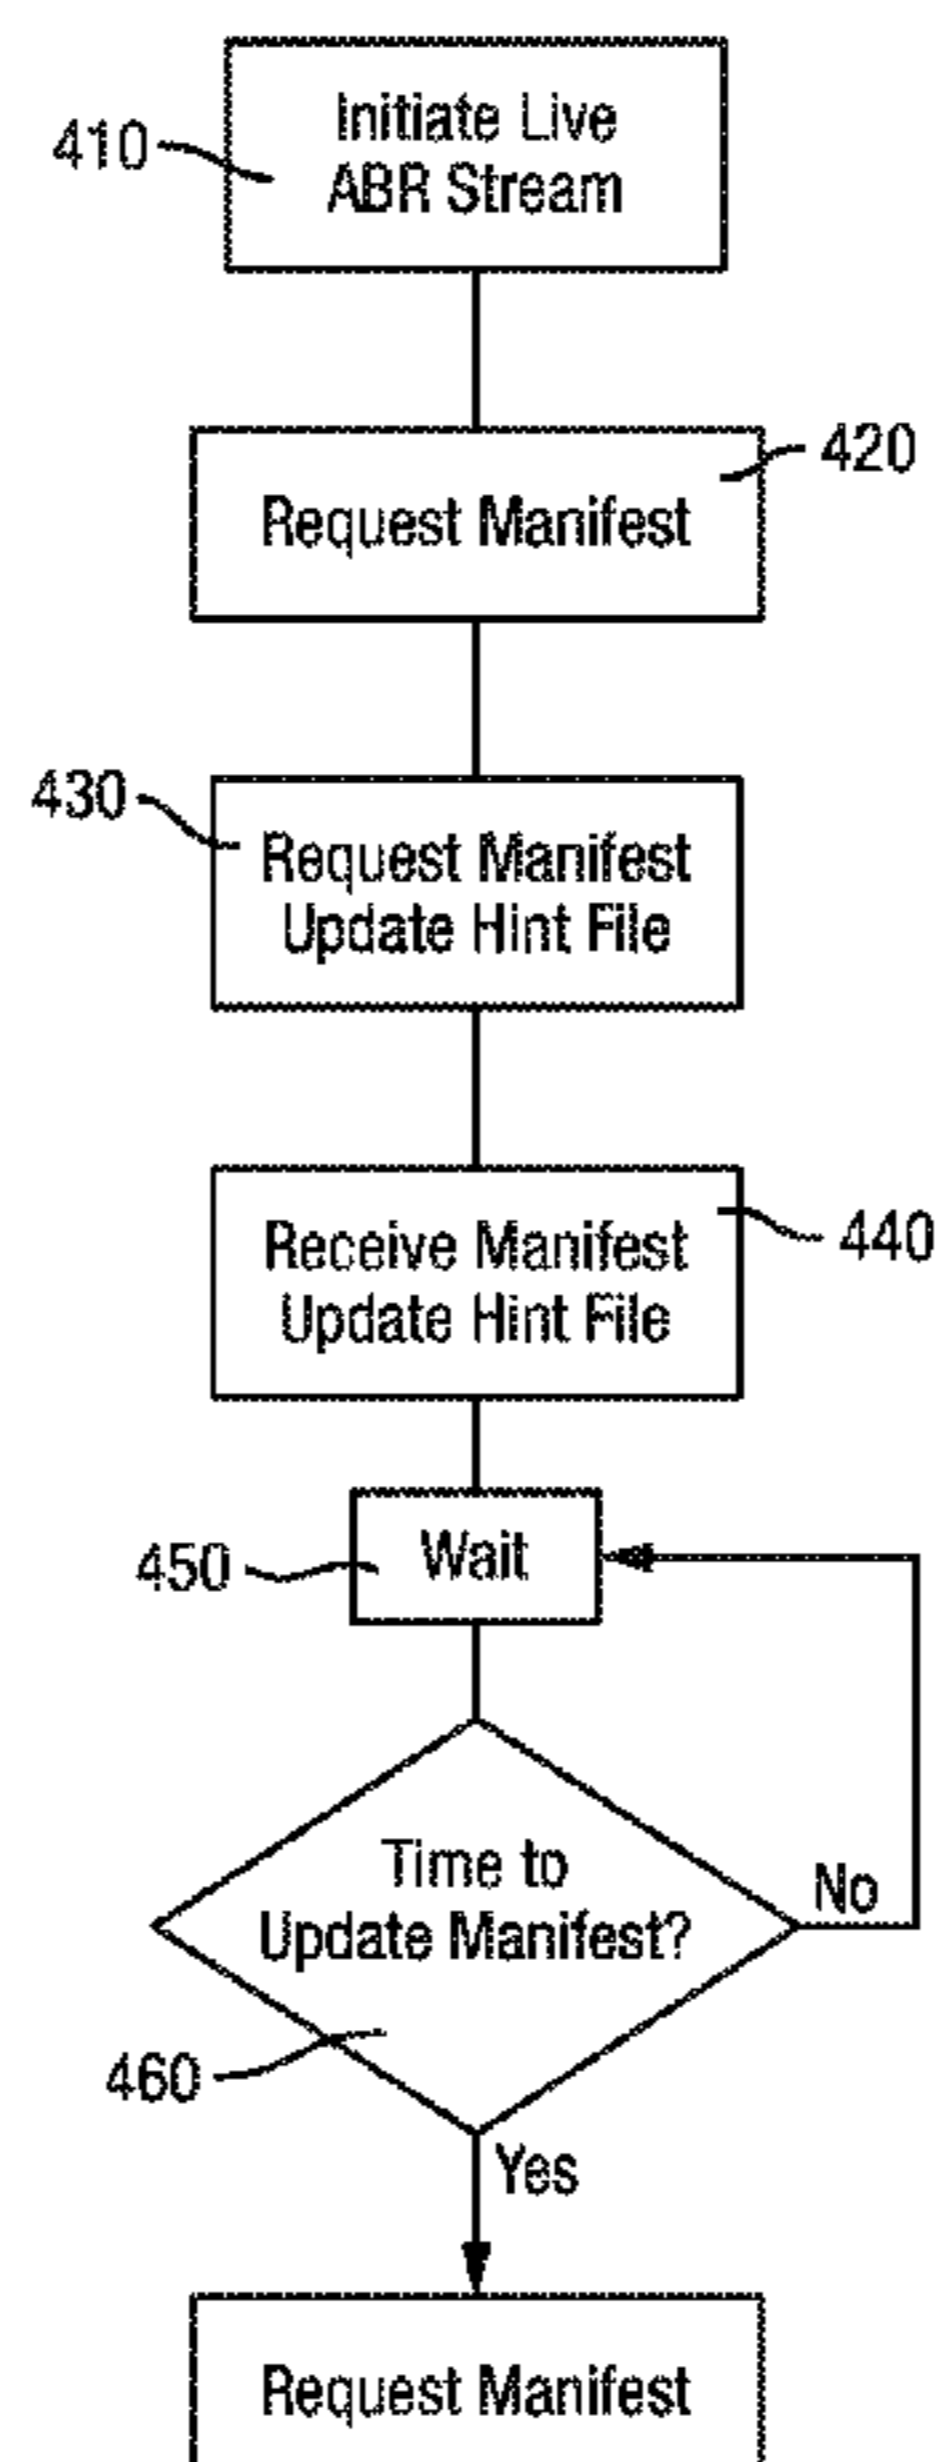 410
Initiate Live
ABR Stream
420
Request Manifest
430
Request Manifest
Update Hint File
440
Receive Manifest
Update Hint File
450
Wait
Time to
Update Manifest?
No
460
Yes
Request Manifest